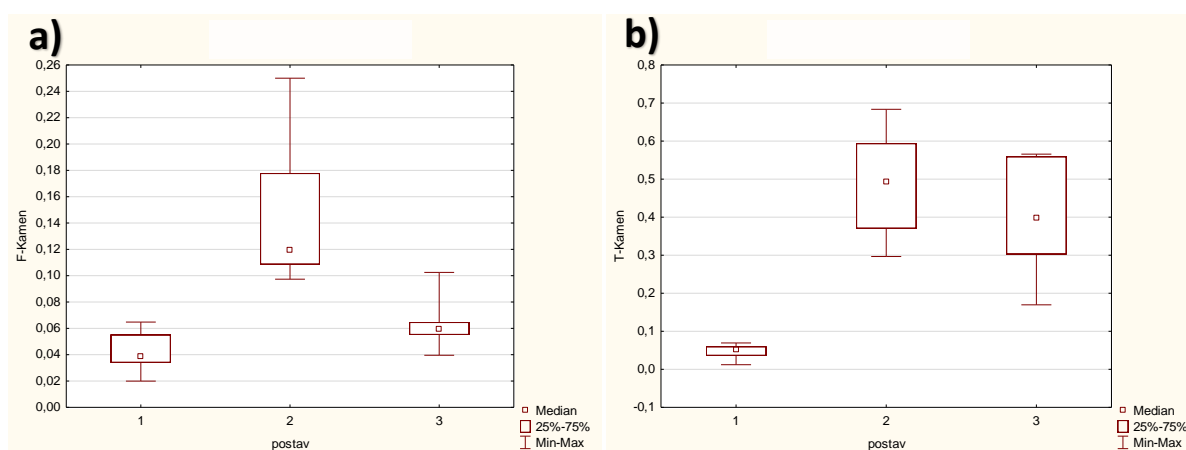 a)
F-Kamen
0,26
0,24
0,22
0,20
0,18
0,16
0,14
0,12
0,10
0,08
0,06
0,04
0,02
0,00
1 2 3
postav
Median
25%-75%
Min-Max
b)
T-Kamen
0,8
0,7
0,6
0,5
0,4
0,3
0,2
0,1
0,0
-0,1
1 2 3
postav
Median
25%-75%
Min-Max